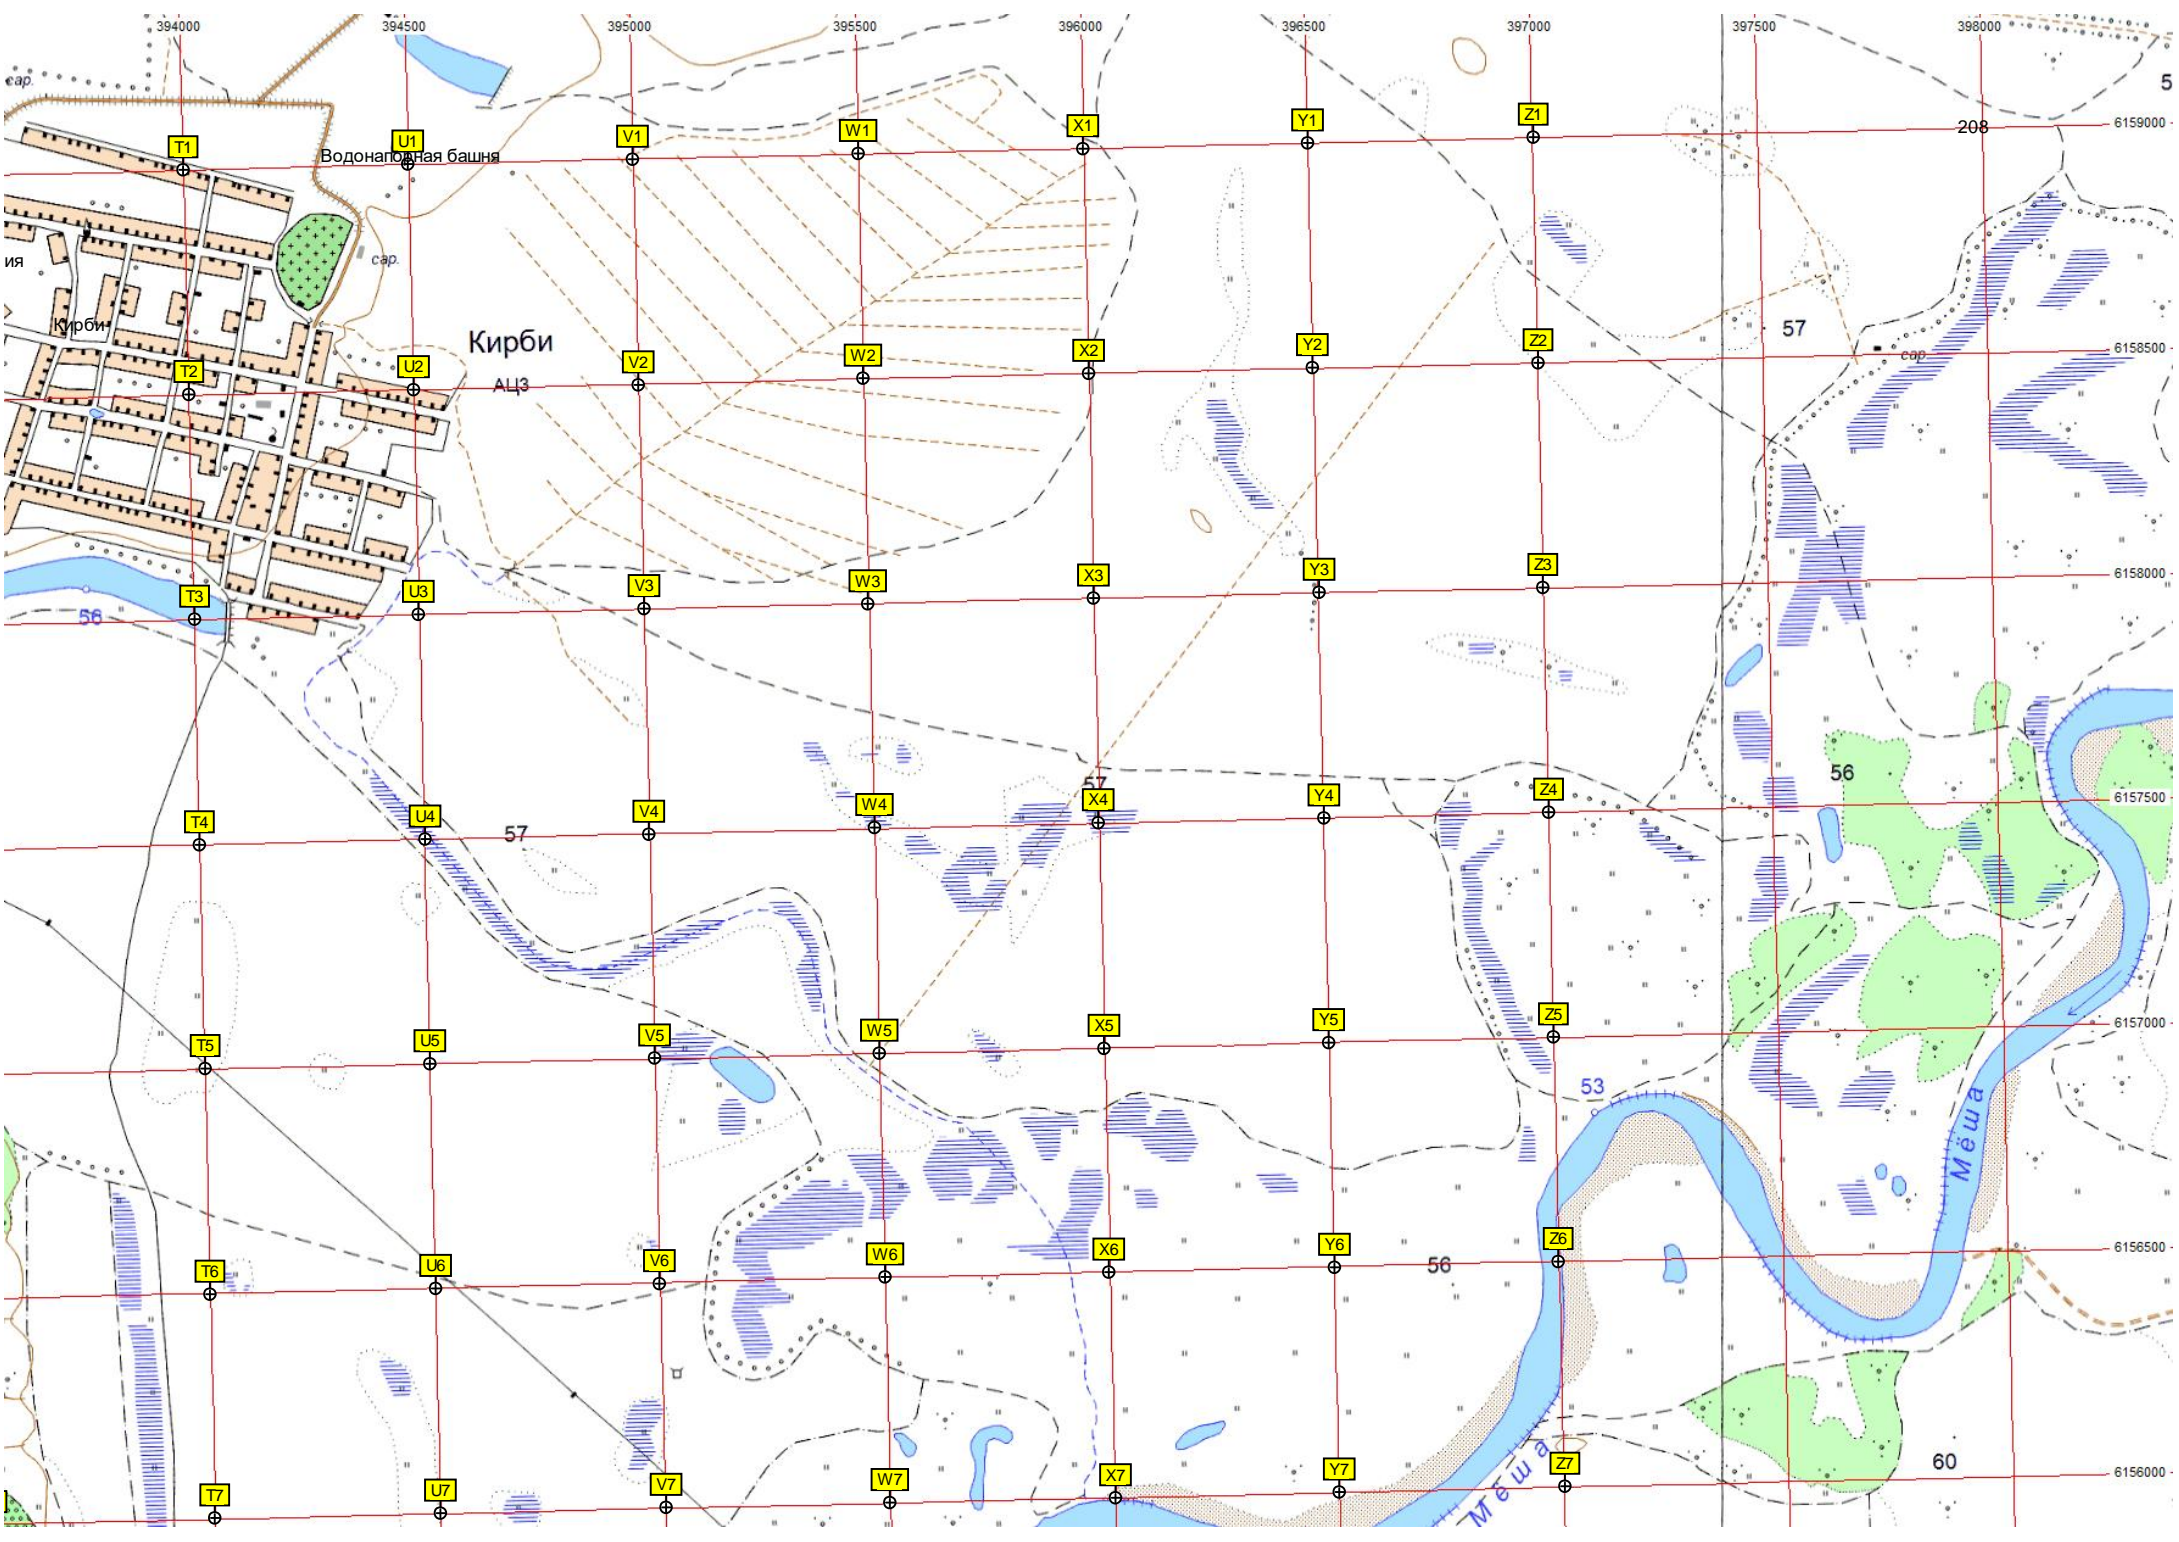 394000 394500 395000 395500 396000 396500 397000 397500 398000
сар.
Z1 208 6159000
T1 U1 V1 W1 X1 Y1
Водонапорная башня
ия сар.
Кирби Кирби 57
T2 U2 V2 W2 X2 Y2 Z2 сар. 6158500
АЦЗ
T3 U3 V3 W3 X3 Y3 Z3 6158000
56
57 56
T4 U4 V4 W4 X4 Y4 Z4 6157500
57
T5 U5 V5 W5 X5 Y5 Z5 6157000
53
Мёша
T6 U6 V6 W6 X6 Y6 Z6 6156500
56
Мёша
60
T7 U7 V7 W7 X7 Y7 Z7 6156000